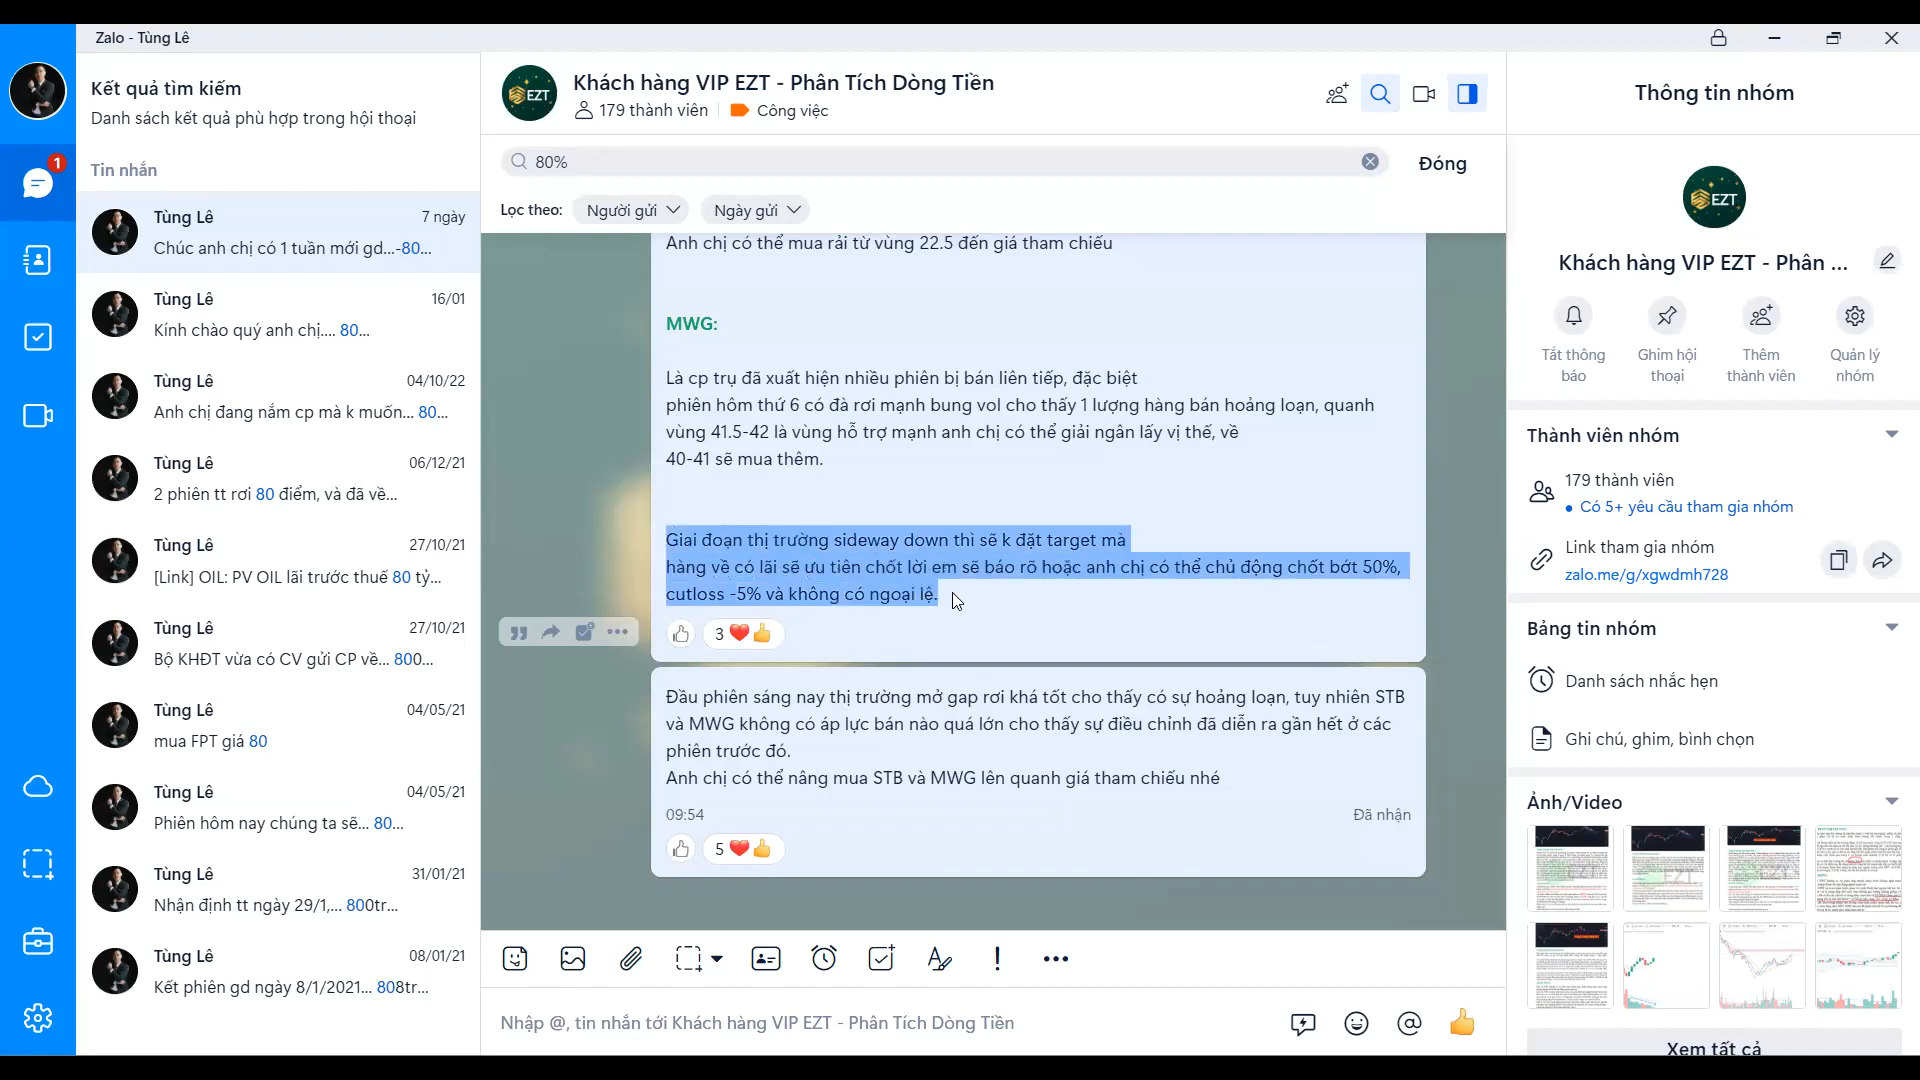 Zalo - Tùng Lê
Kết quả tìm kiếm
Danh sách kết quả phù hợp trong hội thoại
1
Tin nhắn
Tùng Lê
7 ngày
Chúc anh chị có 1 tuần mới gd...-80...
Tùng Lê
16/01
Kính chào quý anh chị.... 80...
Tùng Lê
04/10/22
Anh chị đang nắm cp mà k muốn... 80...
Tùng Lê
06/12/21
2 phiên tt rơi 80 điểm, và đã về...
Tùng Lê
27/10/21
[Link] OIL: PV OIL lãi trước thuế 80 tỷ...
Tùng Lê
27/10/21
Bộ KHĐT vừa có CV gửi CP về... 800...
Tùng Lê
04/05/21
mua FPT giá 80
Tùng Lê
04/05/21
Phiên hôm nay chúng ta sẽ... 80...
Tùng Lê
31/01/21
Nhận định tt ngày 29/1,... 800tr...
Tùng Lê
08/01/21
Kết phiên gd ngày 8/1/2021... 808tr...
EZT
Khách hàng VIP EZT - Phân Tích Dòng Tiền
179 thành viên
Công việc
80%
Đóng
Lọc theo:
Người gửi
Ngày gửi
Anh chị có thể mua rải từ vùng 22.5 đến giá tham chiếu
MWG:
Là cp trụ đã xuất hiện nhiều phiên bị bán liên tiếp, đặc biệt
phiên hôm thứ 6 có đà rơi mạnh bung vol cho thấy 1 lượng hàng bán hoảng loạn, quanh
vùng 41.5-42 là vùng hỗ trợ mạnh anh chị có thể giải ngân lấy vị thế, về
40-41 sẽ mua thêm.
Giai đoạn thị trường sideway down thì sẽ k đặt target mà
hàng về có lãi sẽ ưu tiên chốt lời em sẽ báo rõ hoặc anh chị có thể chủ động chốt bớt 50%,
cutloss -5% và không có ngoại lệ.
3
Đầu phiên sáng nay thị trường mở gap rơi khá tốt cho thấy có sự hoảng loạn, tuy nhiên STB
và MWG không có áp lực bán nào quá lớn cho thấy sự điều chỉnh đã diễn ra gần hết ở các
phiên trước đó.
Anh chị có thể nâng mua STB và MWG lên quanh giá tham chiếu nhé
09:54
Đã nhận
5
Nhập @, tin nhắn tới Khách hàng VIP EZT - Phân Tích Dòng Tiền
Thông tin nhóm
EZT
Khách hàng VIP EZT - Phân ...
Tắt thông
báo
Ghim hội
thoại
Thêm
thành viên
Quản lý
nhóm
Thành viên nhóm
179 thành viên
Có 5+ yêu cầu tham gia nhóm
Link tham gia nhóm
zalo.me/g/xgwdmh728
Bảng tin nhóm
Danh sách nhắc hẹn
Ghi chú, ghim, bình chọn
Ảnh/Video
Xem tất cả